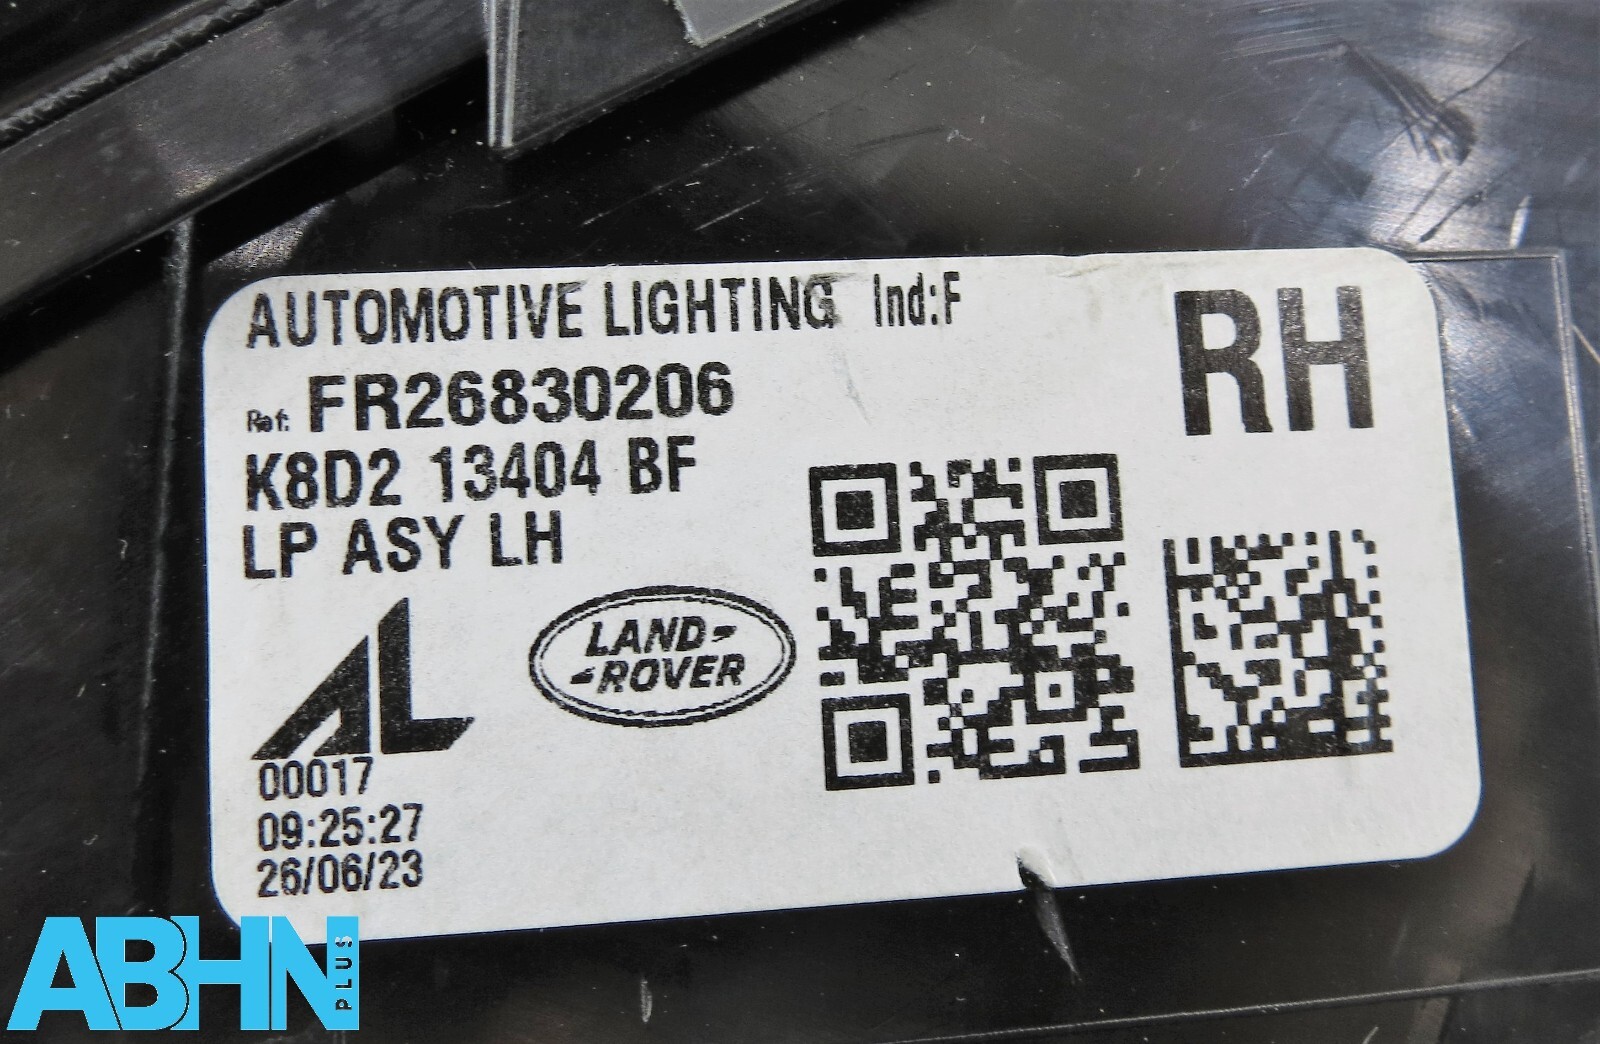 AUTOMOTIVE LIGHTING Ind:F
RH
Ref: FR26830206
K8D2 13404 BF
LP ASY LH
AL
LAND-
-ROVER
00017
09:25:27
26/06/23
ABHN
PLUS